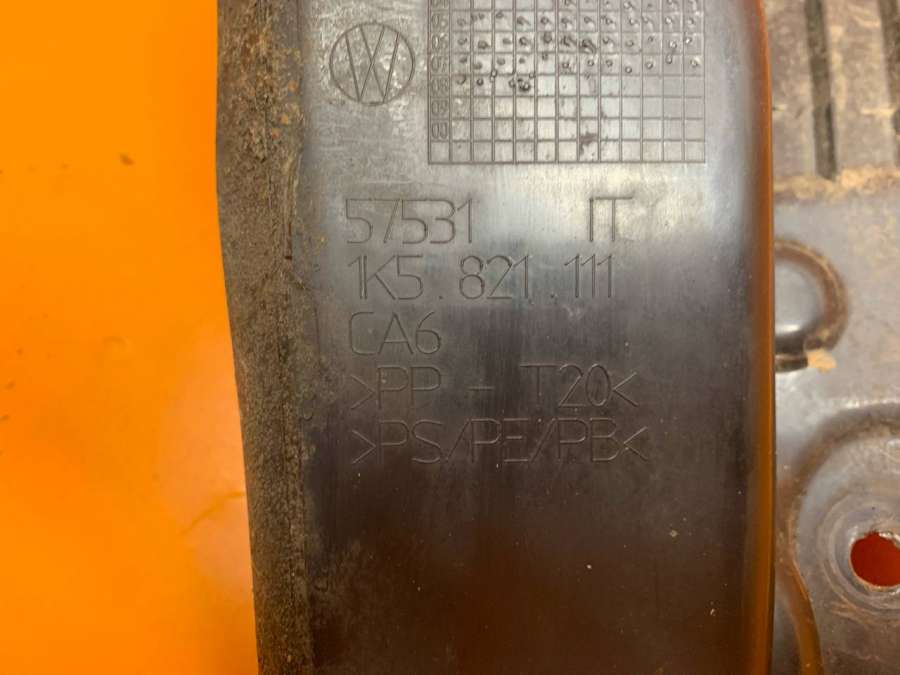 57531 IT
1K5.821.111
CA6
>PP-T20<
>PS/PE/PB<